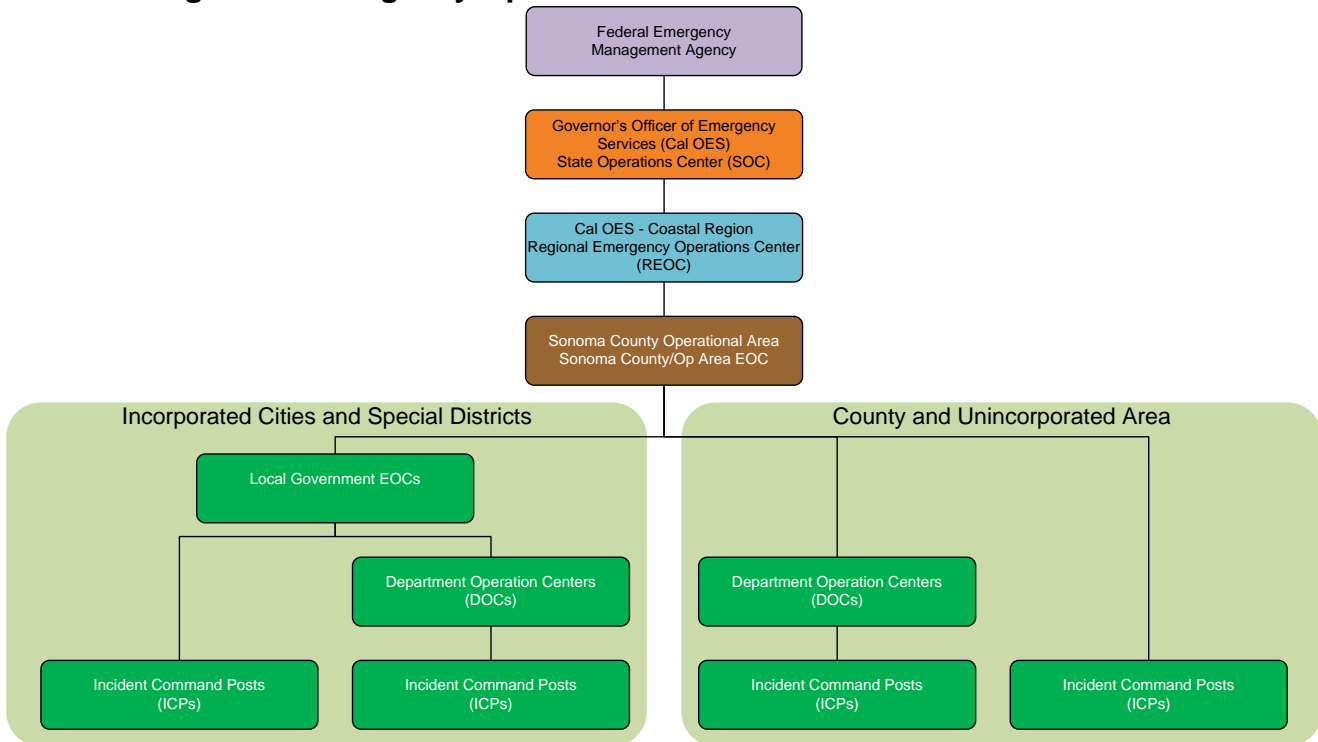 Federal Emergency
Management Agency
Governor's Officer of Emergency
Services (Cal OES)
State Operations Center (SOC)
Cal OES - Coastal Region
Regional Emergency Operations Center
(REOC)
Sonoma County Operational Area
Sonoma County/Op Area EOC
Incorporated Cities and Special Districts
County and Unincorporated Area
Local Government EOCs
Department Operation Centers
(DOCs)
Department Operation Centers
(DOCs)
Incident Command Posts
(ICPs)
Incident Command Posts
(ICPs)
Incident Command Posts
(ICPs)
Incident Command Posts
(ICPs)